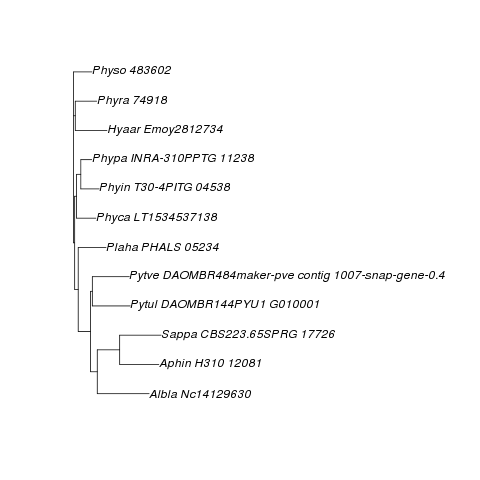 Physo 483602
Phyra 74918
Hyaar Emoy2812734
Phypa INRA-310PPTG 11238
Phyin T30-4PITG 04538
Phyca LT1534537138
Plaha PHALS 05234
Pytve DAOMBR484maker-pve contig 1007-snap-gene-0.4
Pytul DAOMBR144PYU1 G010001
Sappa CBS223.65SPRG 17726
Aphin H310 12081
Albla Nc14129630